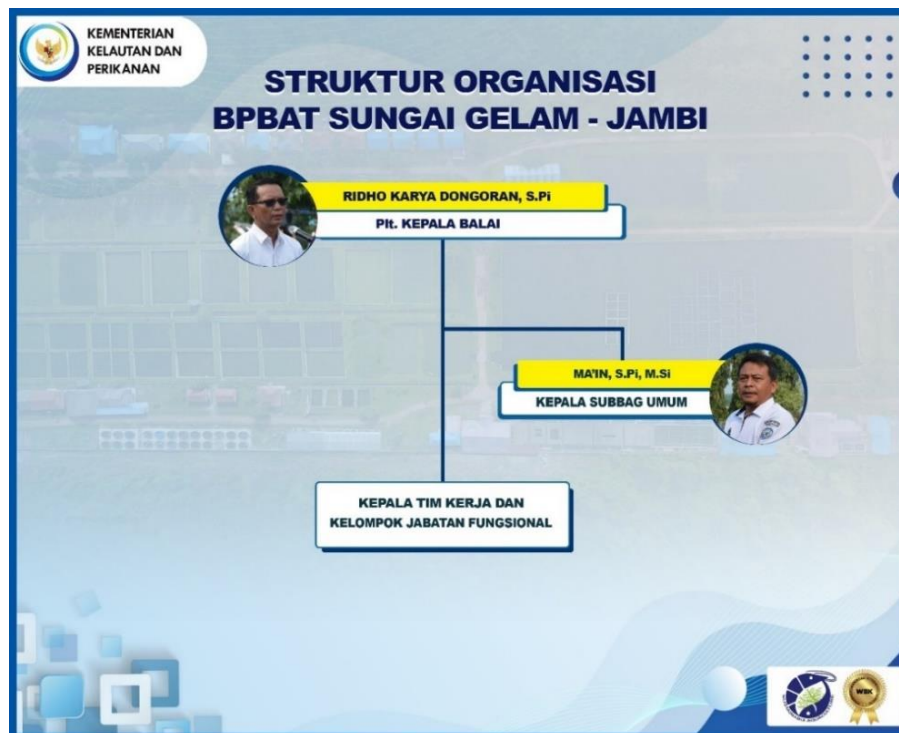 KEMENTERIAN
KELAUTAN DAN
PERIKANAN
STRUKTUR ORGANISASI
BPBAT SUNGAI GELAM - JAMBI
RIDHO KARYA DONGORAN, S.Pi
Plt. KEPALA BALAI
MA'IN, S.Pi, M.Si
KEPALA SUBBAG UMUM
KEPALA TIM KERJA DAN
KELOMPOK JABATAN FUNGSIONAL
WBK